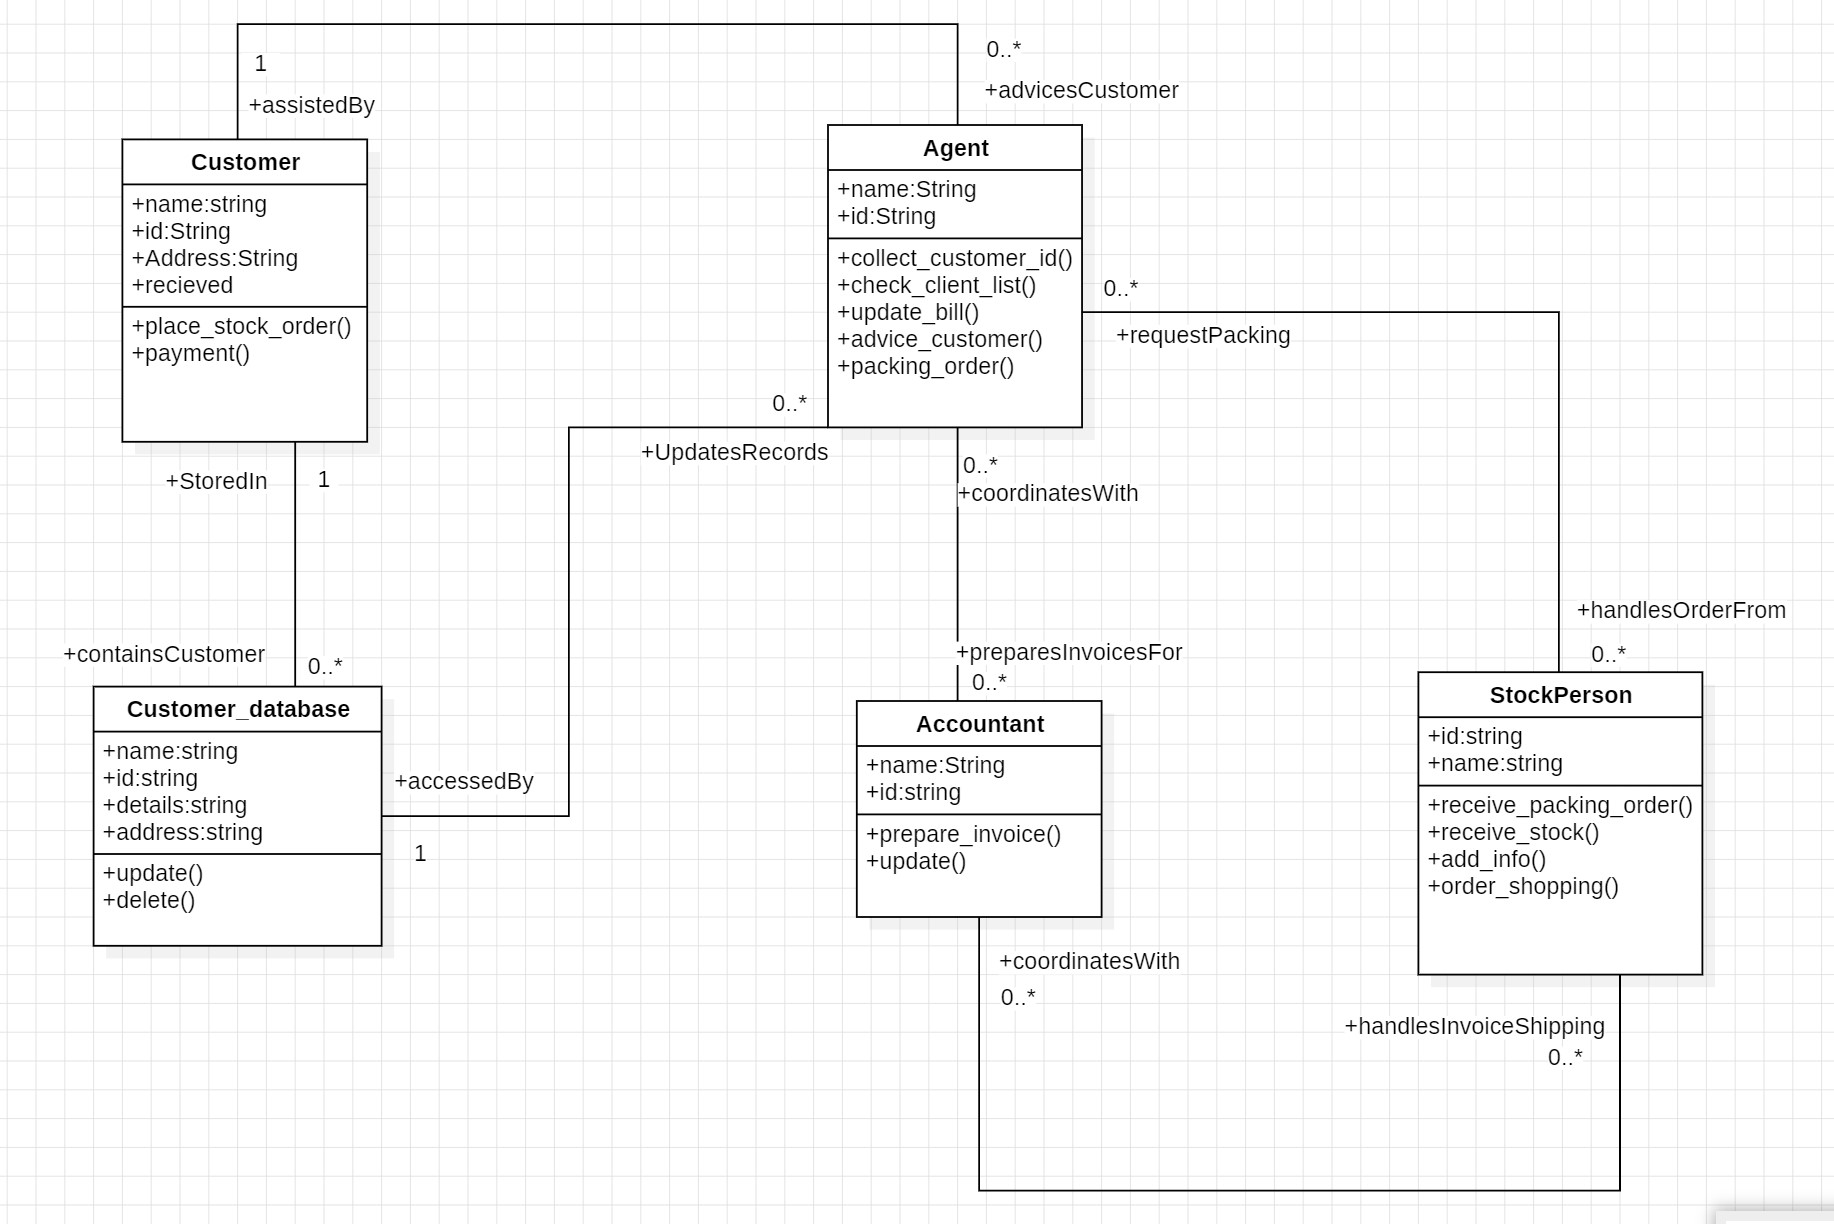 1
+assistedBy
0..*
+advicesCustomer
Customer
+name:string
+id:String
+Address:String
+recieved
+place_stock_order()
+payment()
Agent
+name:String
+id:String
+collect_customer_id()
+check_client_list()
+update_bill()
+advice_customer()
+packing_order()
0..*
+requestPacking
0..*
+UpdatesRecords
0..*
+coordinatesWith
+StoredIn
1
+containsCustomer
0..*
+preparesInvoicesFor
0..*
+handlesOrderFrom
0..*
Customer_database
+name:string
+id:string
+details:string
+address:string
+update()
+delete()
+accessedBy
1
Accountant
+name:String
+id:string
+prepare_invoice()
+update()
StockPerson
+id:string
+name:string
+receive_packing_order()
+receive_stock()
+add_info()
+order_shopping()
+coordinatesWith
0..*
+handlesInvoiceShipping
0..*